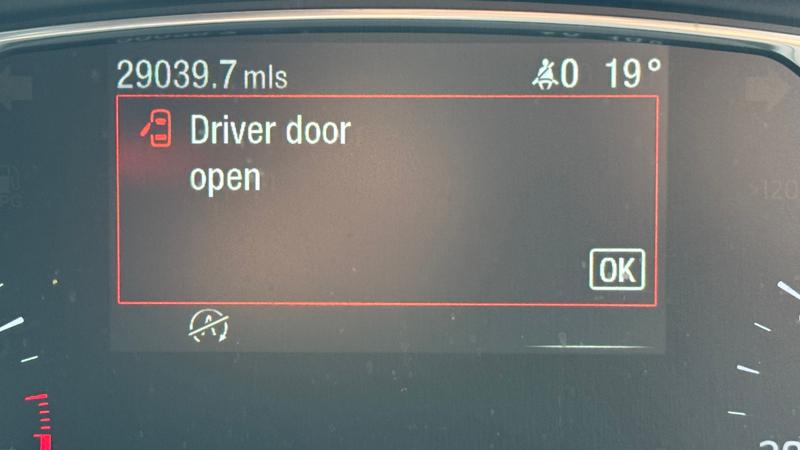 29039.7 mls 0 19°
Driver door
open
OK